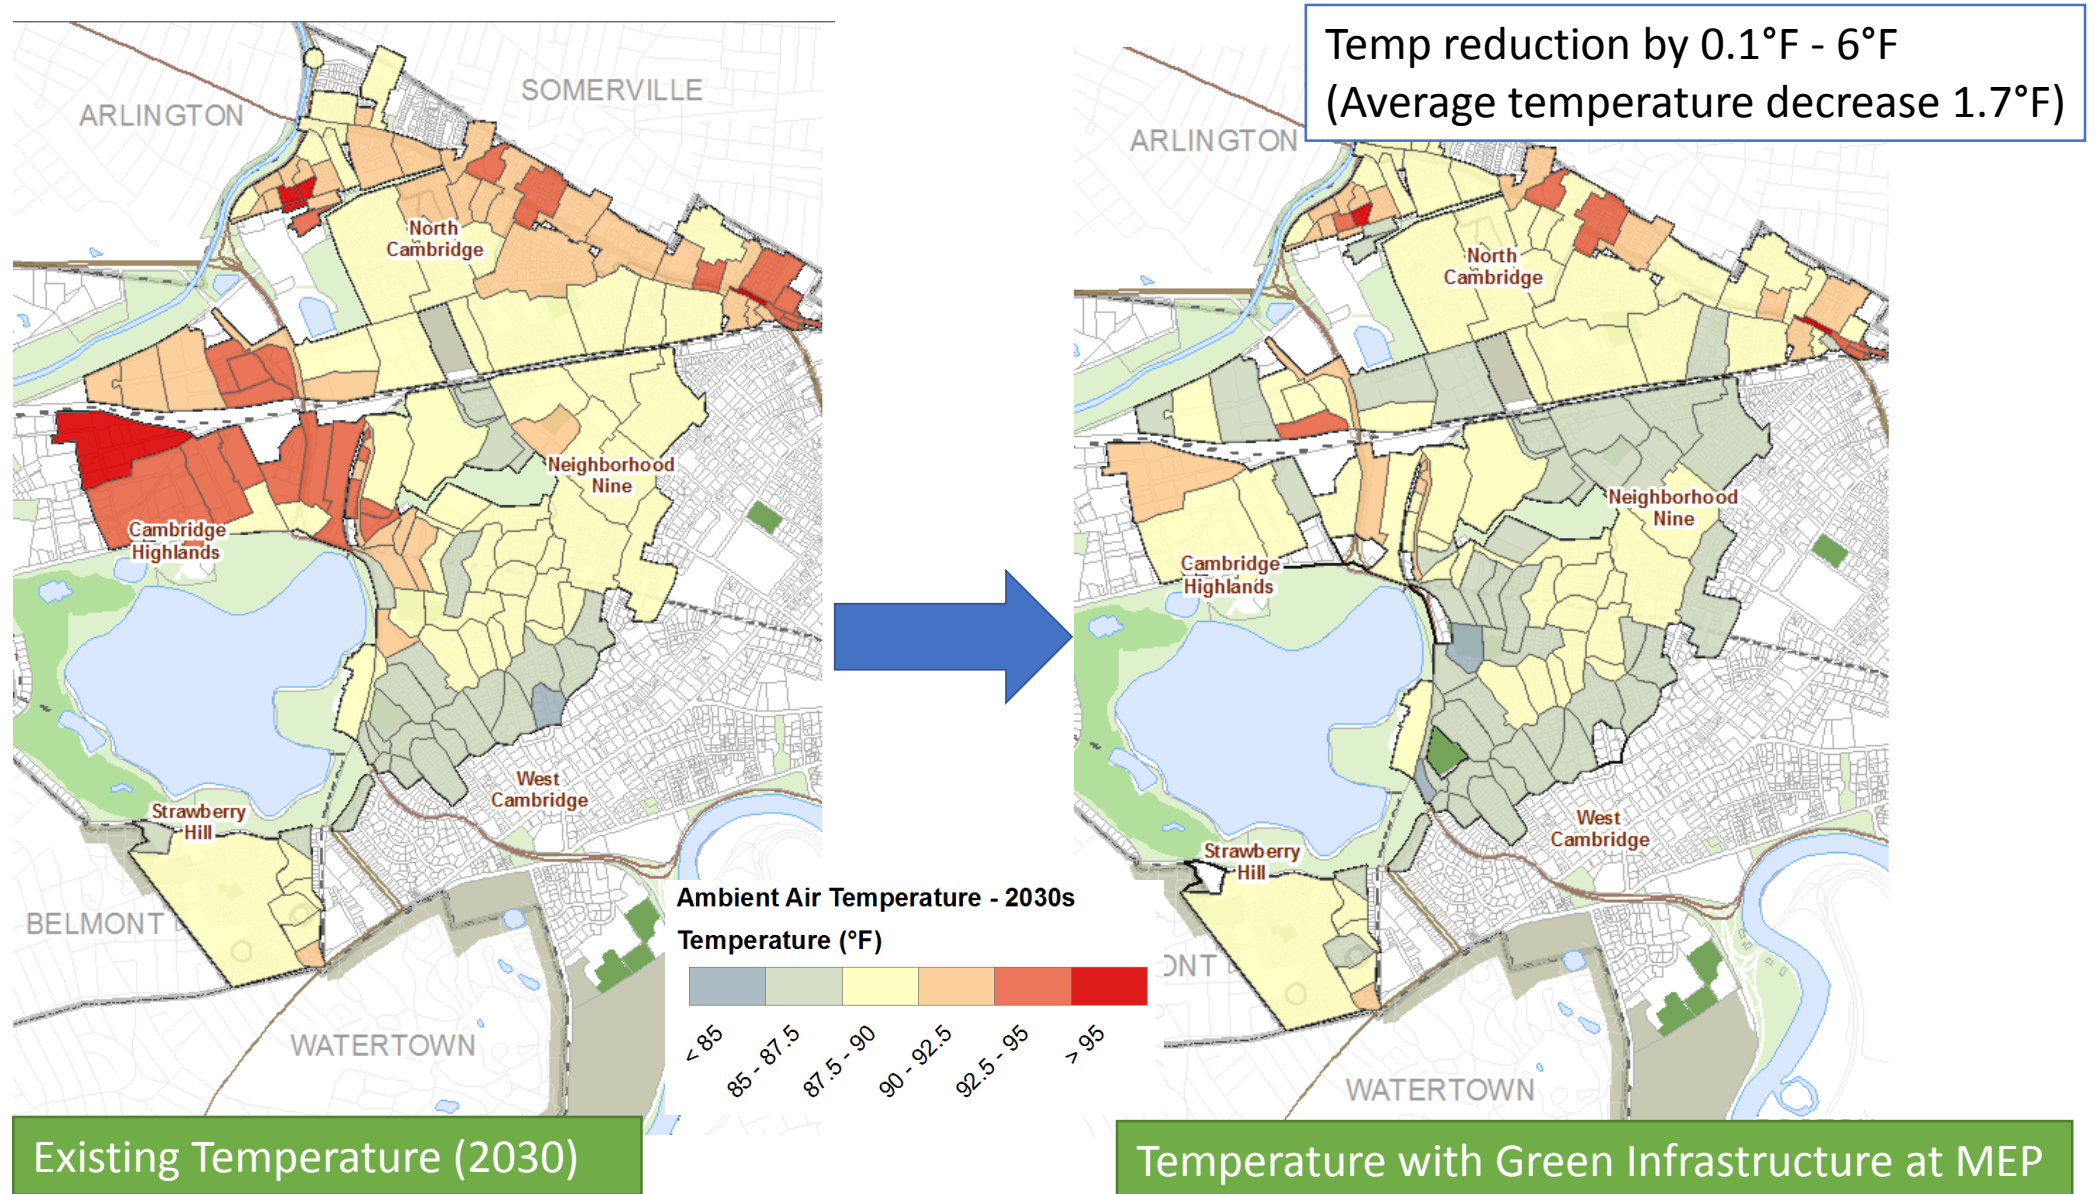 Temp reduction by 0.1°F - 6°F
(Average temperature decrease 1.7°F)
SOMERVILLE
ARLINGTON
North
Cambridge
Neighborhood
Nine
Cambridge
Highlands
West
Cambridge
Strawberry
Hill
BELMONT
WATERTOWN
ARLINGTON
North
Cambridge
Neighborhood
Nine
Cambridge
Highlands
West
Cambridge
Strawberry
Hill
ONT
WATERTOWN
Ambient Air Temperature - 2030s
Temperature (°F)
< 85
85 - 87.5
87.5 - 90
90 - 92.5
92.5 - 95
> 95
Existing Temperature (2030)
Temperature with Green Infrastructure at MEP